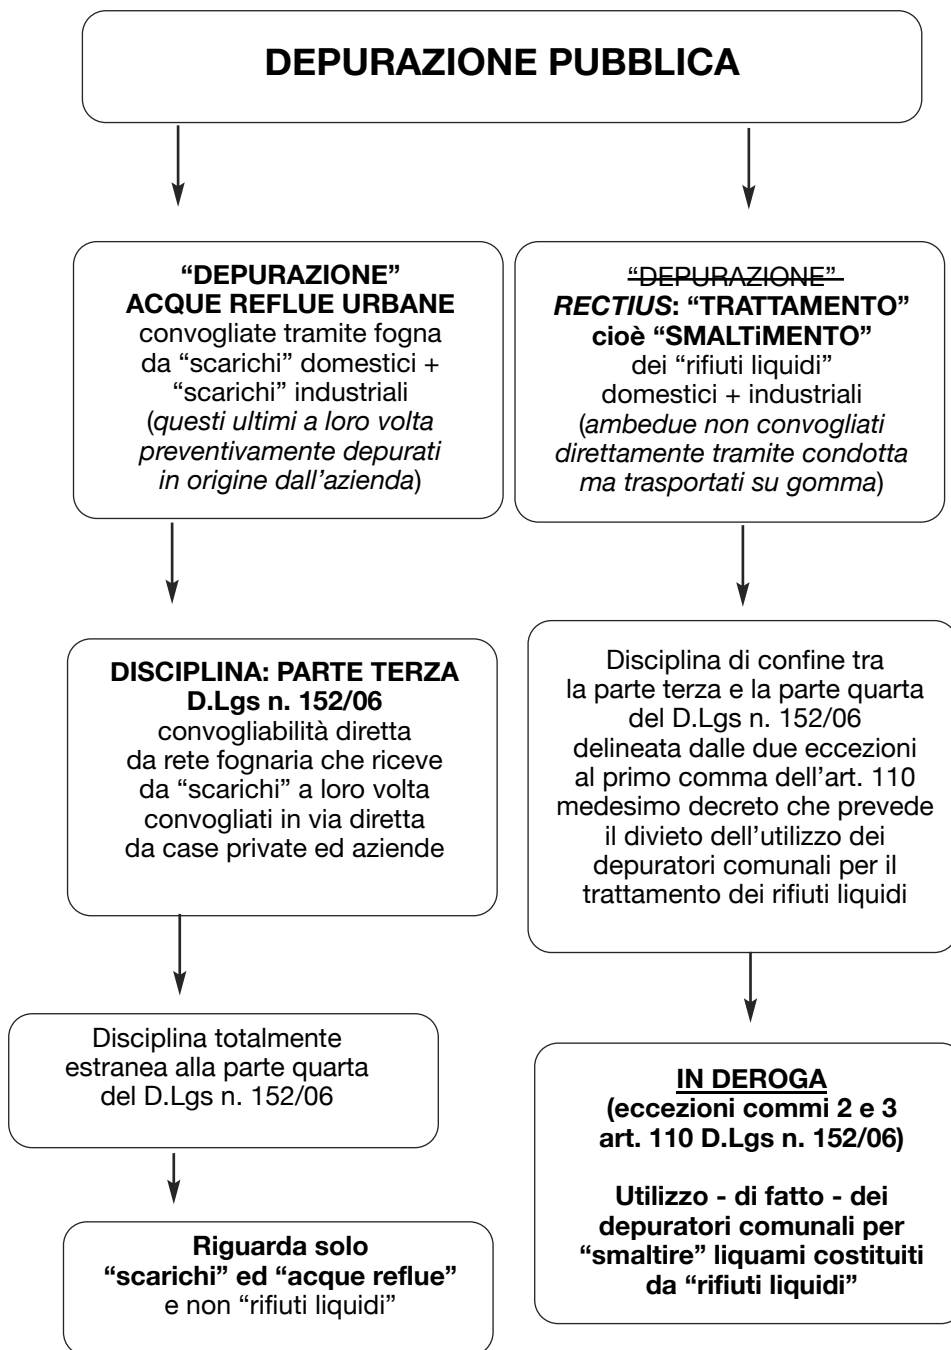 DEPURAZIONE PUBBLICA
“DEPURAZIONE”
ACQUE REFLUE URBANE
convogliate tramite fogna
da “scarichi” domestici +
“scarichi” industriali
(questi ultimi a loro volta
preventivamente depurati
in origine dall’azienda)
“DEPURAZIONE”
RECTIUS: “TRATTAMENTO”
cioè “SMALTiMENTO”
dei “rifiuti liquidi”
domestici + industriali
(ambedue non convogliati
direttamente tramite condotta
ma trasportati su gomma)
DISCIPLINA: PARTE TERZA
D.Lgs n. 152/06
convogliabilità diretta
da rete fognaria che riceve
da “scarichi” a loro volta
convogliati in via diretta
da case private ed aziende
Disciplina di confine tra
la parte terza e la parte quarta
del D.Lgs n. 152/06
delineata dalle due eccezioni
al primo comma dell’art. 110
medesimo decreto che prevede
il divieto dell’utilizzo dei
depuratori comunali per il
trattamento dei rifiuti liquidi
Disciplina totalmente
estranea alla parte quarta
del D.Lgs n. 152/06
IN DEROGA
(eccezioni commi 2 e 3
art. 110 D.Lgs n. 152/06)
Utilizzo - di fatto - dei
depuratori comunali per
“smaltire” liquami costituiti
da “rifiuti liquidi”
Riguarda solo
“scarichi” ed “acque reflue”
e non “rifiuti liquidi”